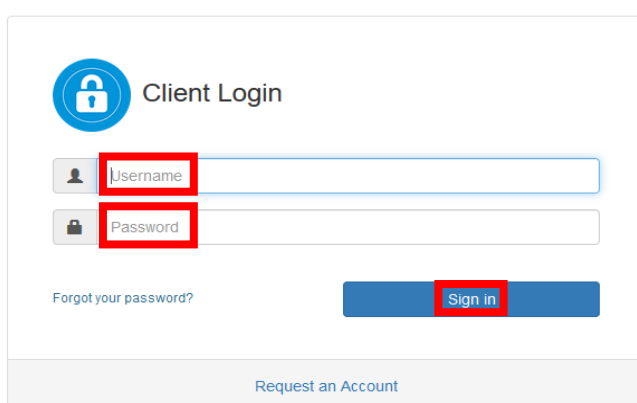 Client Login
Username
Password
Forgot your password?
Sign in
Request an Account